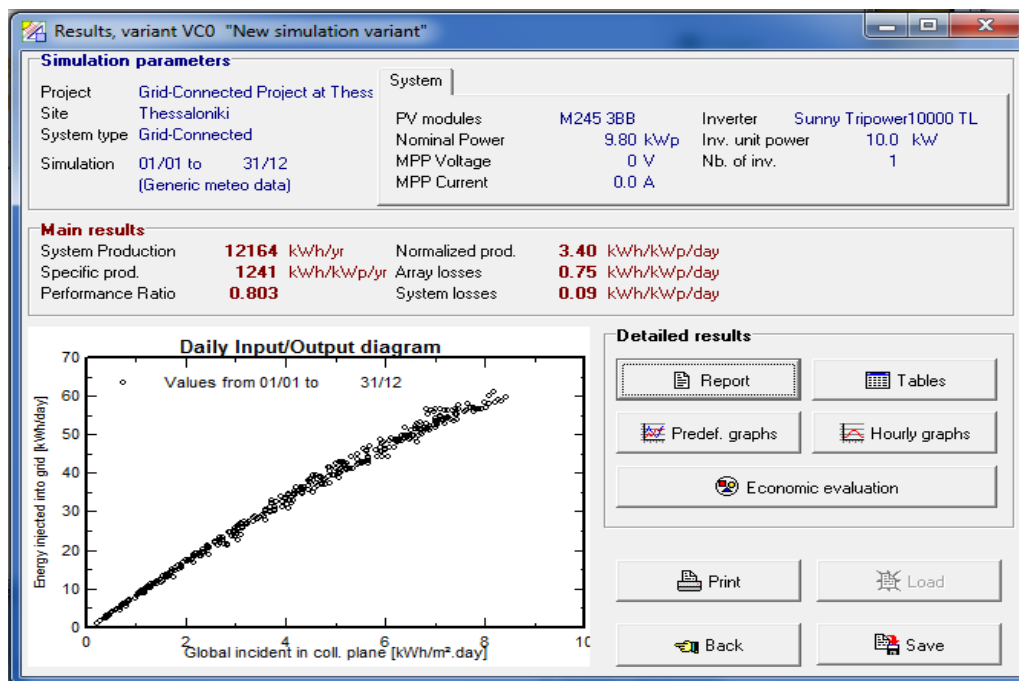 Results, variant VC0 "New simulation variant"
Simulation parameters
Project Grid-Connected Project at Thess
Site Thessaloniki
System type Grid-Connected
Simulation 01/01 to 31/12
(Generic meteo data)
System
PV modules M245 3BB
Nominal Power 9.80 kWp
MPP Voltage 0 V
MPP Current 0.0 A
Inverter Sunny Tripower10000 TL
Inv. unit power 10.0 kW
Nb. of inv. 1
Main results
System Production 12164 kWh/yr
Specific prod. 1241 kWh/kWp/yr
Performance Ratio 0.803
Normalized prod. 3.40 kWh/kWp/day
Array losses 0.75 kWh/kWp/day
System losses 0.09 kWh/kWp/day
Daily Input/Output diagram
Values from 01/01 to 31/12
Energy injected into grid [kWh/day]
70
60
50
40
30
20
10
0
0 2 4 6 8 10
Global incident in coll. plane [kWh/m².day]
Detailed results
Report
Tables
Predef. graphs
Hourly graphs
Economic evaluation
Print
Load
Back
Save